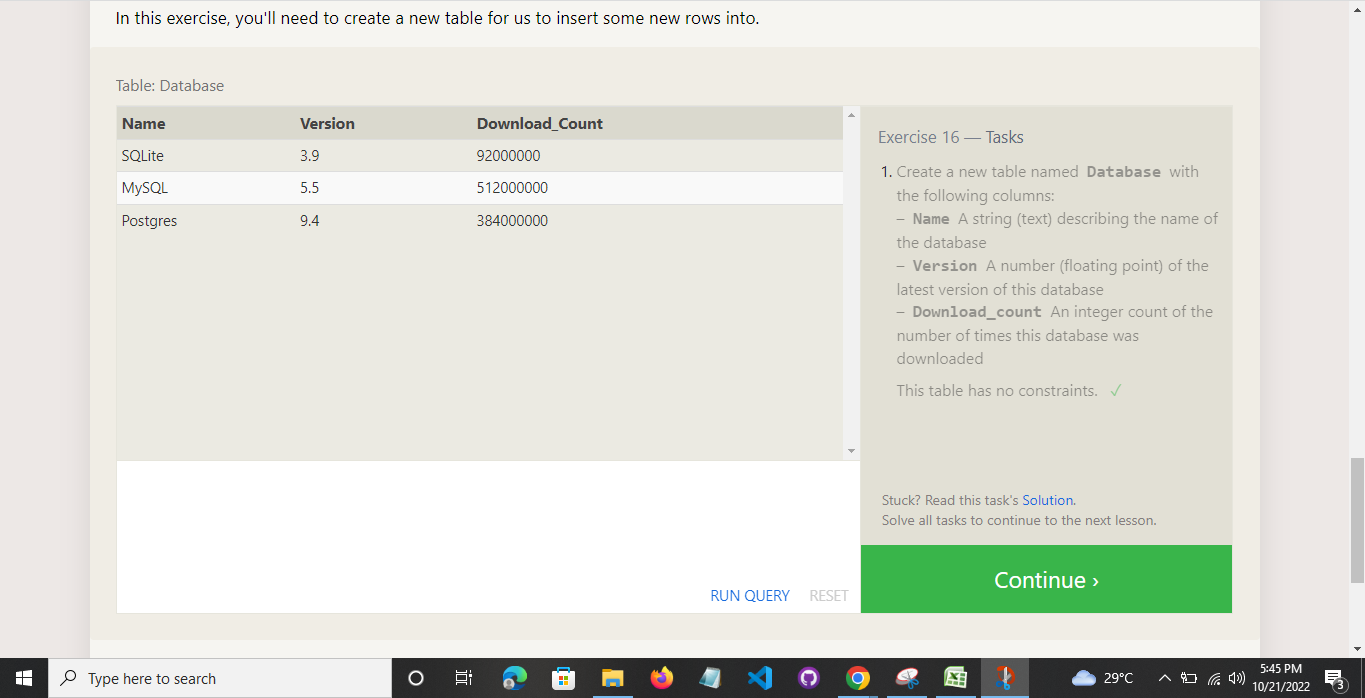 In this exercise, you'll need to create a new table for us to insert some new rows into.
Table: Database
Name Version Download_Count
SQLite 3.9 92000000
MySQL 5.5 512000000
Postgres 9.4 384000000
RUN QUERY RESET
Exercise 16 — Tasks
1. Create a new table named Database with
the following columns:
– Name A string (text) describing the name of
the database
– Version A number (floating point) of the
latest version of this database
– Download_count An integer count of the
number of times this database was
downloaded
This table has no constraints. ✓
Stuck? Read this task's Solution.
Solve all tasks to continue to the next lesson.
Continue ›
Type here to search
29°C
5:45 PM
10/21/2022
3